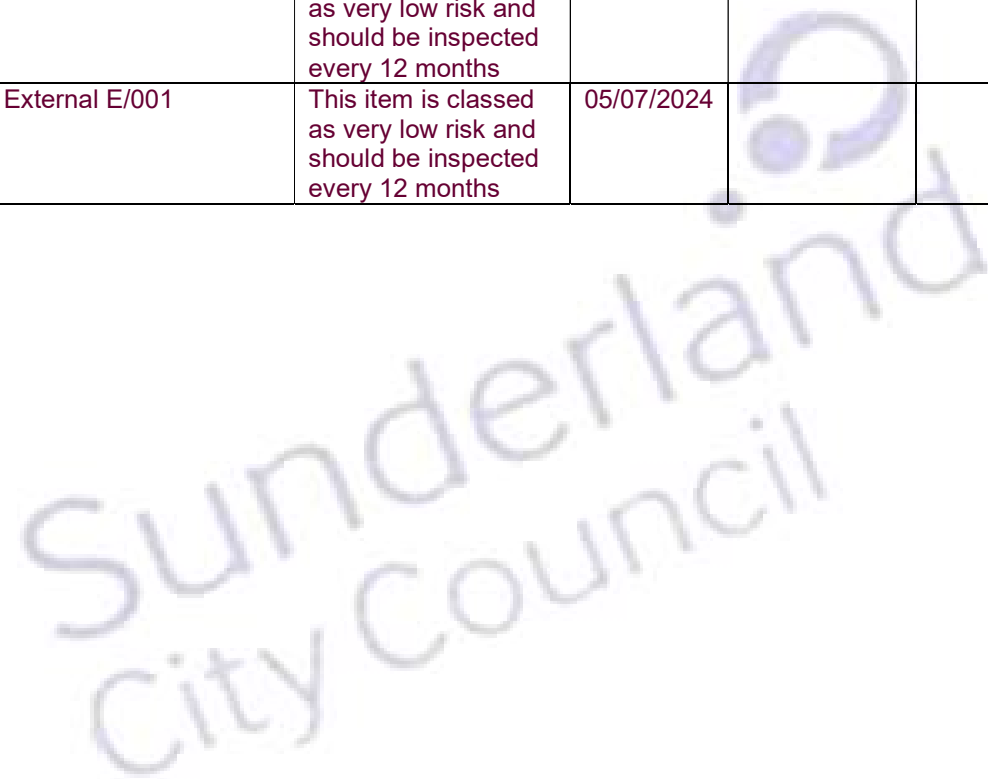 as very low risk and
should be inspected
every 12 months
External E/001 This item is classed 05/07/2024
as very low risk and
should be inspected
every 12 months
Sunderland
City Council